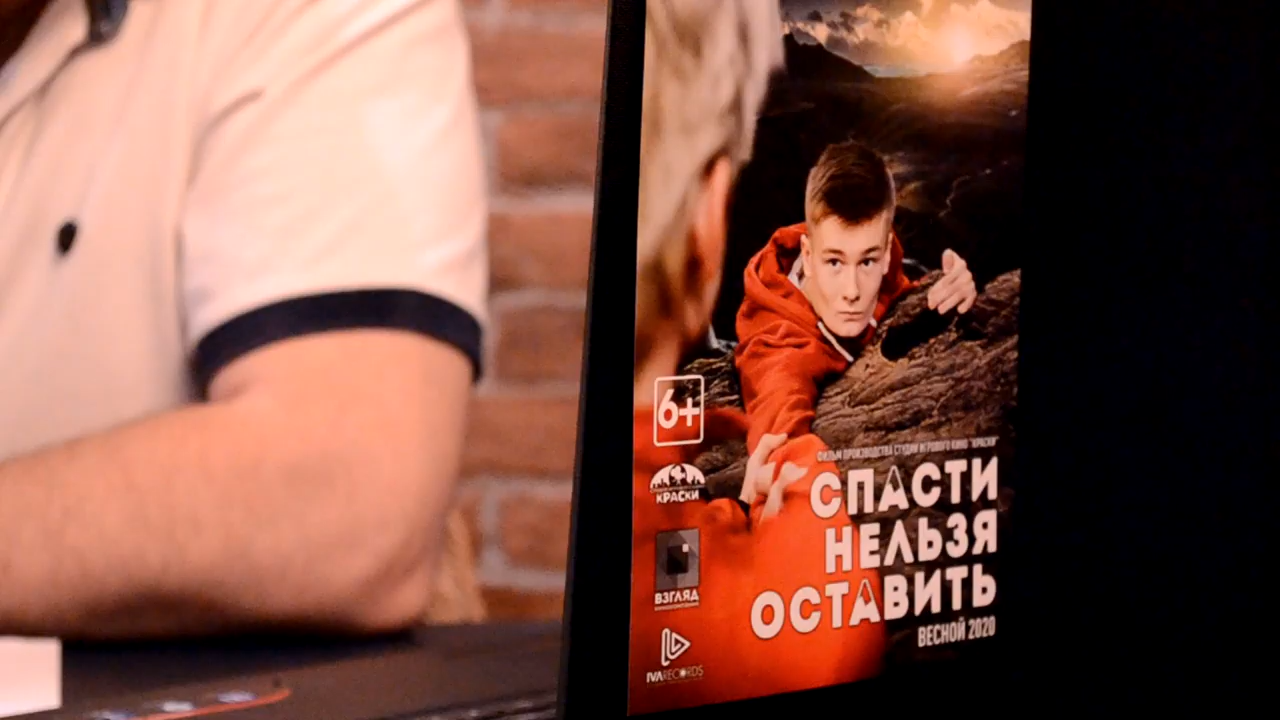 6+
КРАСКИ
ВЗГЛЯД
IVARECORDS
ФИЛЬМ ПРОИЗВОДСТВА СТУДИИ ИГРОВОГО КИНО "КРАСКИ"
СПАСТИ
НЕЛЬЗЯ
ОСТАВИТЬ
ВЕСНОЙ 2020